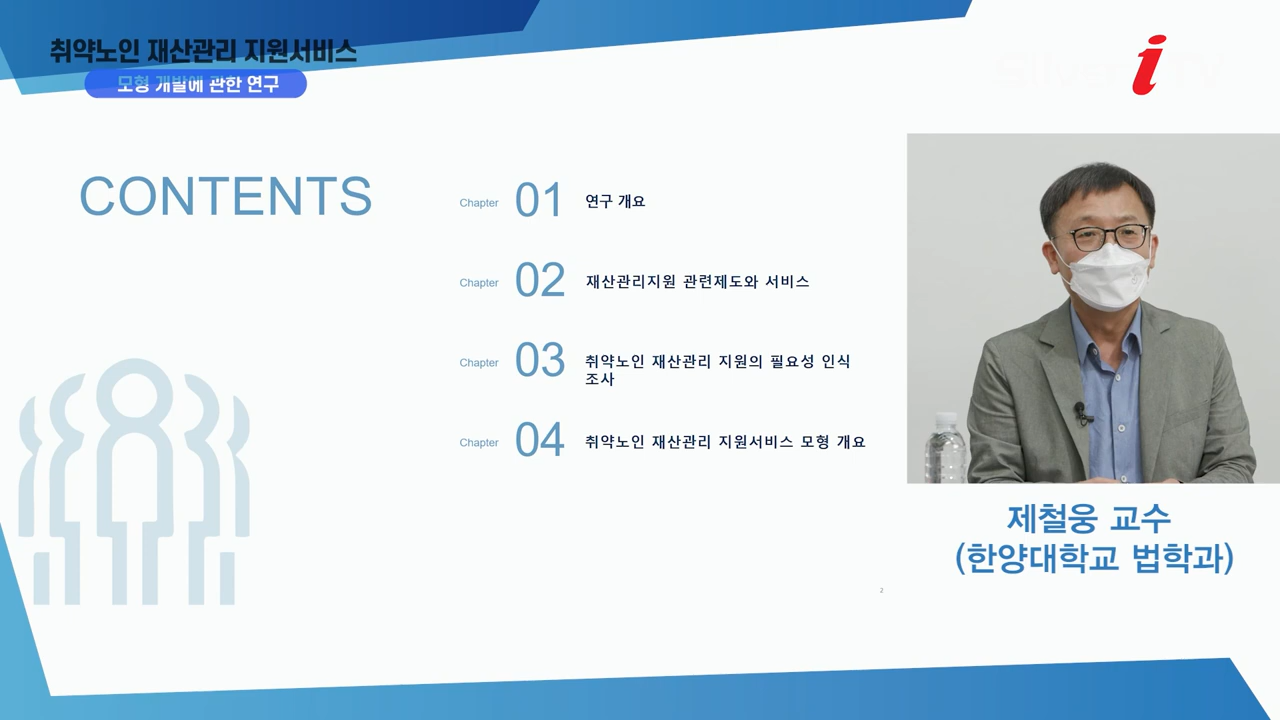 취약노인 재산관리 지원서비스
모형 개발에 관한 연구
i
CONTENTS
Chapter 01 연구 개요
Chapter 02 재산관리지원 관련제도와 서비스
Chapter 03 취약노인 재산관리 지원의 필요성 인식
조사
Chapter 04 취약노인 재산관리 지원서비스 모형 개요
제철웅 교수
(한양대학교 법학과)
2